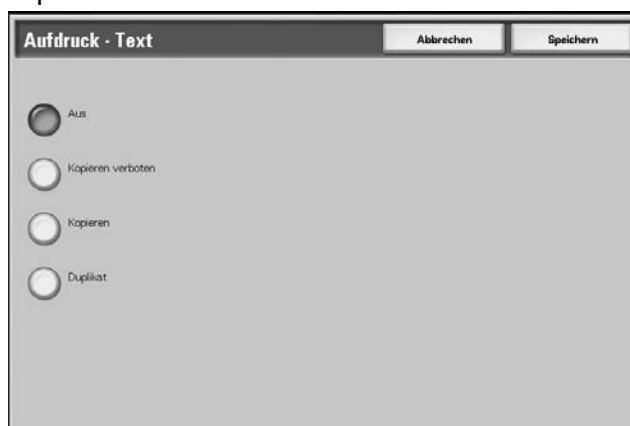 Aufdruck - Text
Abbrechen
Speichern
Aus
Kopieren verboten
Kopieren
Duplikat